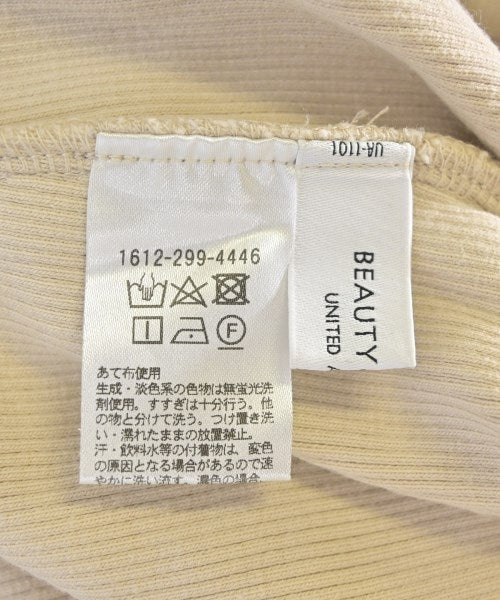 1612-299-4446
あて布使用
生成・淡色系の色物は無蛍光洗
剤使用。すすぎは十分行う。他
の物と分けて洗う。つけ置き洗
い・濡れたままの放置禁止。
汗・飲料水等の付着物は、変色
の原因となる場合があるので速
やかに洗い流す。濃色の場合
UA-1101
BEAUTY
UNITED A